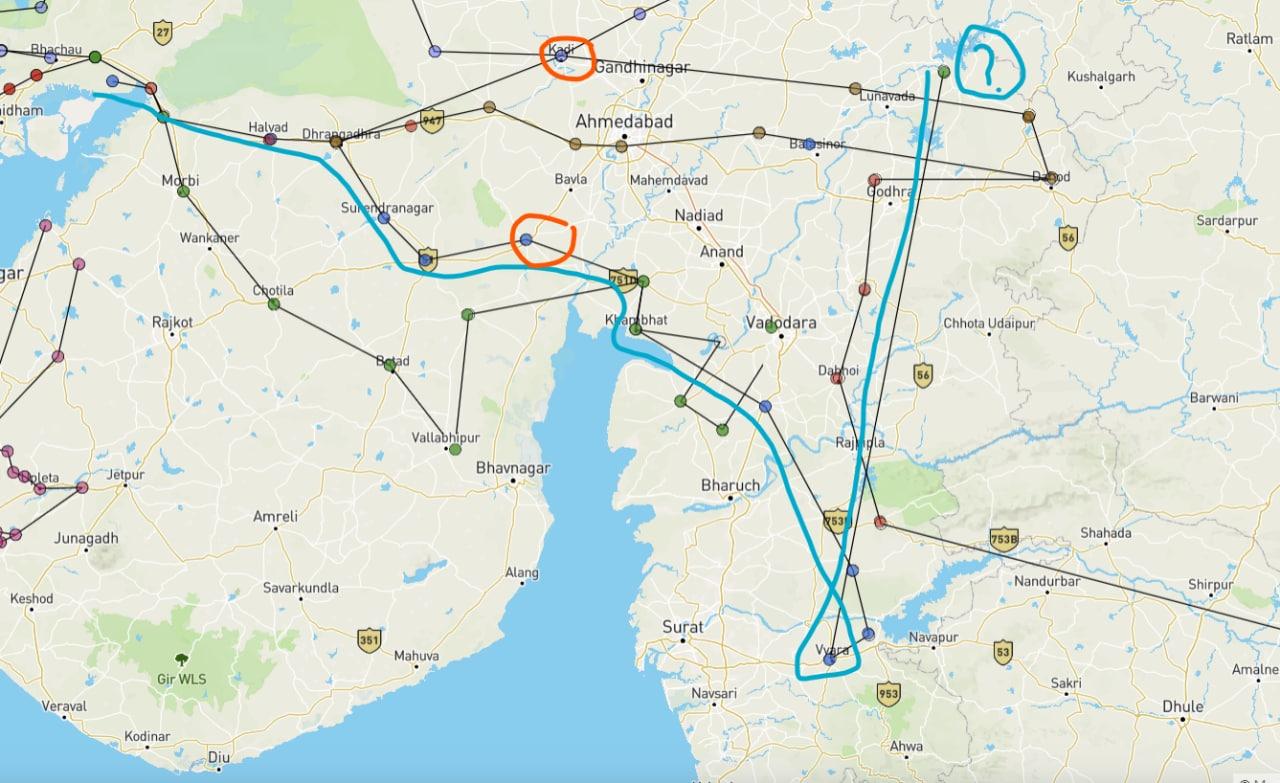 27
Bhachau
Ratlam
Kadi
Gandhinagar
?
Kushalgarh
Lunavada
idham
Halvad
Dhrangadhra
947
Ahmedabad
Balasinor
Morbi
Bavla
Mahemdavad
Godhra
Surendranagar
Nadiad
Sardarpur
Wankaner
56
Anand
gar
751D
Chotila
Rajkot
Khambhat
Vadodara
Chhota Udaipur
Botad
Dabhoi
56
Barwani
Vallabhipur
Rajpipla
Jetpur
Bhavnagar
Bharuch
Amreli
753B
753B
Shahada
Junagadh
Alang
Nandurbar
Shirpur
Keshod
Savarkundla
Surat
351
Navapur
53
Vyara
Mahuva
Gir WLS
Amalne
Navsari
953
Sakri
Dhule
Veraval
Kodinar
Ahwa
Diu